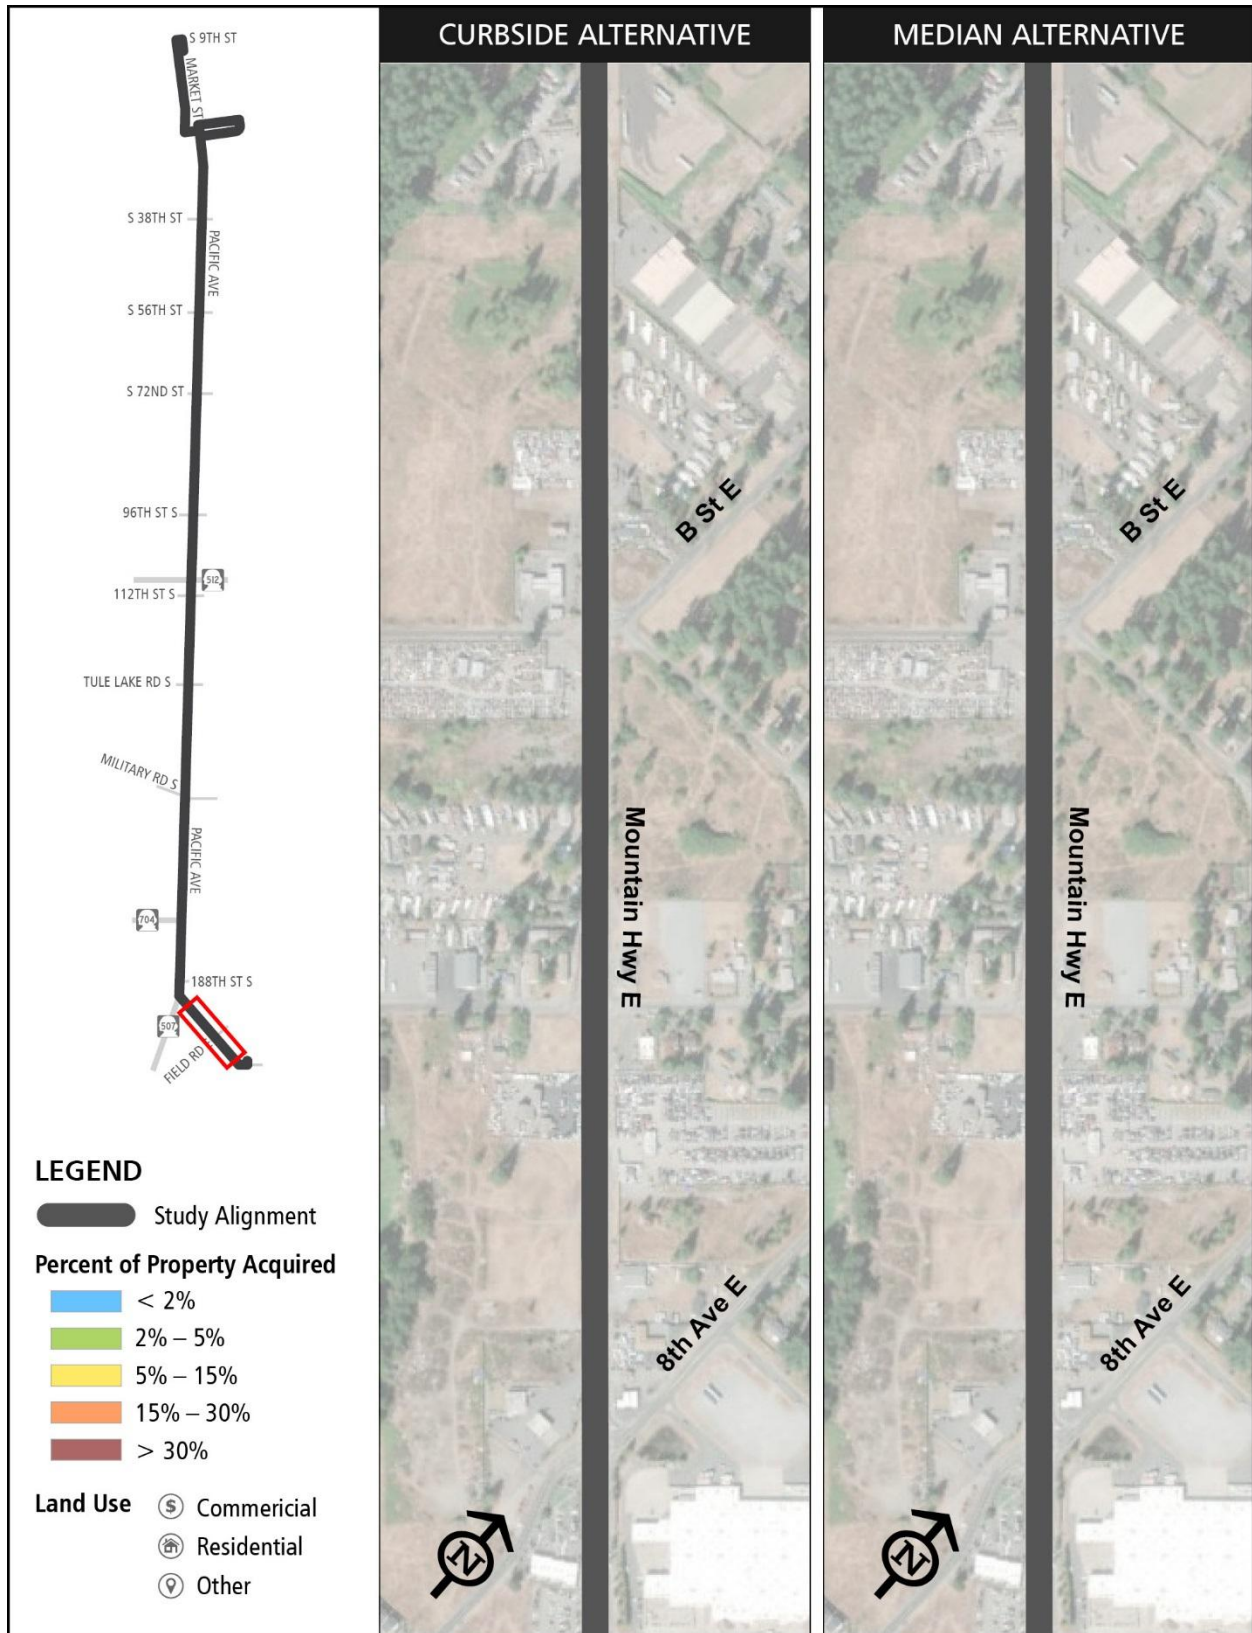 S 9TH ST
MARKET ST
S 38TH ST
PACIFIC AVE
S 56TH ST
S 72ND ST
96TH ST S
512
112TH ST S
TULE LAKE RD S
MILITARY RD S
PACIFIC AVE
704
188TH ST S
507
FIELD RD
LEGEND
Study Alignment
Percent of Property Acquired
< 2%
2% – 5%
5% – 15%
15% – 30%
> 30%
Land Use
$ Commericial
Residential
Other
CURBSIDE ALTERNATIVE
B St E
Mountain Hwy E
8th Ave E
N
MEDIAN ALTERNATIVE
B St E
Mountain Hwy E
8th Ave E
N